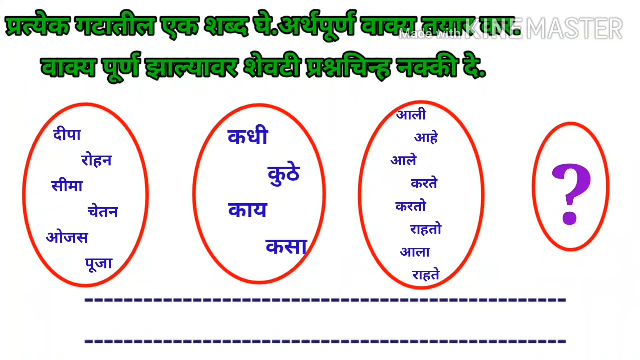 प्रत्येक गटातील एक शब्द घे.अर्थपूर्ण वाक्य तयार
Made with KINEMASTER
वाक्य पूर्ण झाल्यावर शेवटी प्रश्नचिन्ह नक्की दे.
दीपा
रोहन
सीमा
चेतन
ओजस
पूजा
कधी
कुठे
काय
कसा
आली
आहे
आले
करते
करतो
राहतो
आला
राहते
?